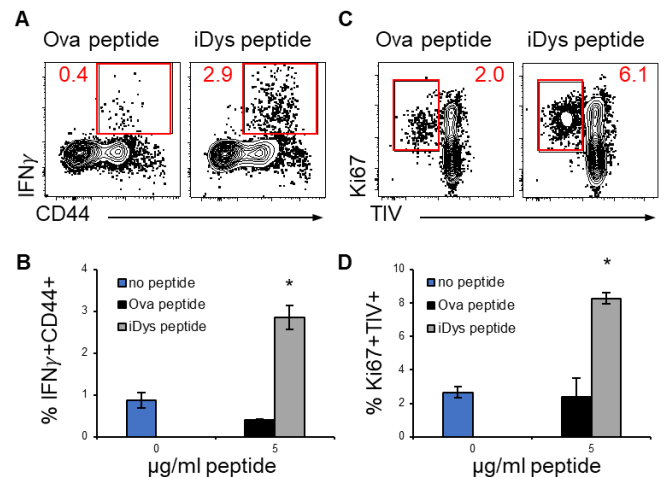 A
Ova peptide
iDys peptide
0.4
2.9
IFNγ
CD44
C
Ova peptide
iDys peptide
2.0
6.1
Ki67
TIV
B
% IFNγ+CD44+
4
3
2
1
0
no peptide
Ova peptide
iDys peptide
*
0
5
µg/ml peptide
D
% Ki67+TIV+
10
8
6
4
2
0
no peptide
Ova peptide
iDys peptide
*
0
5
µg/ml peptide